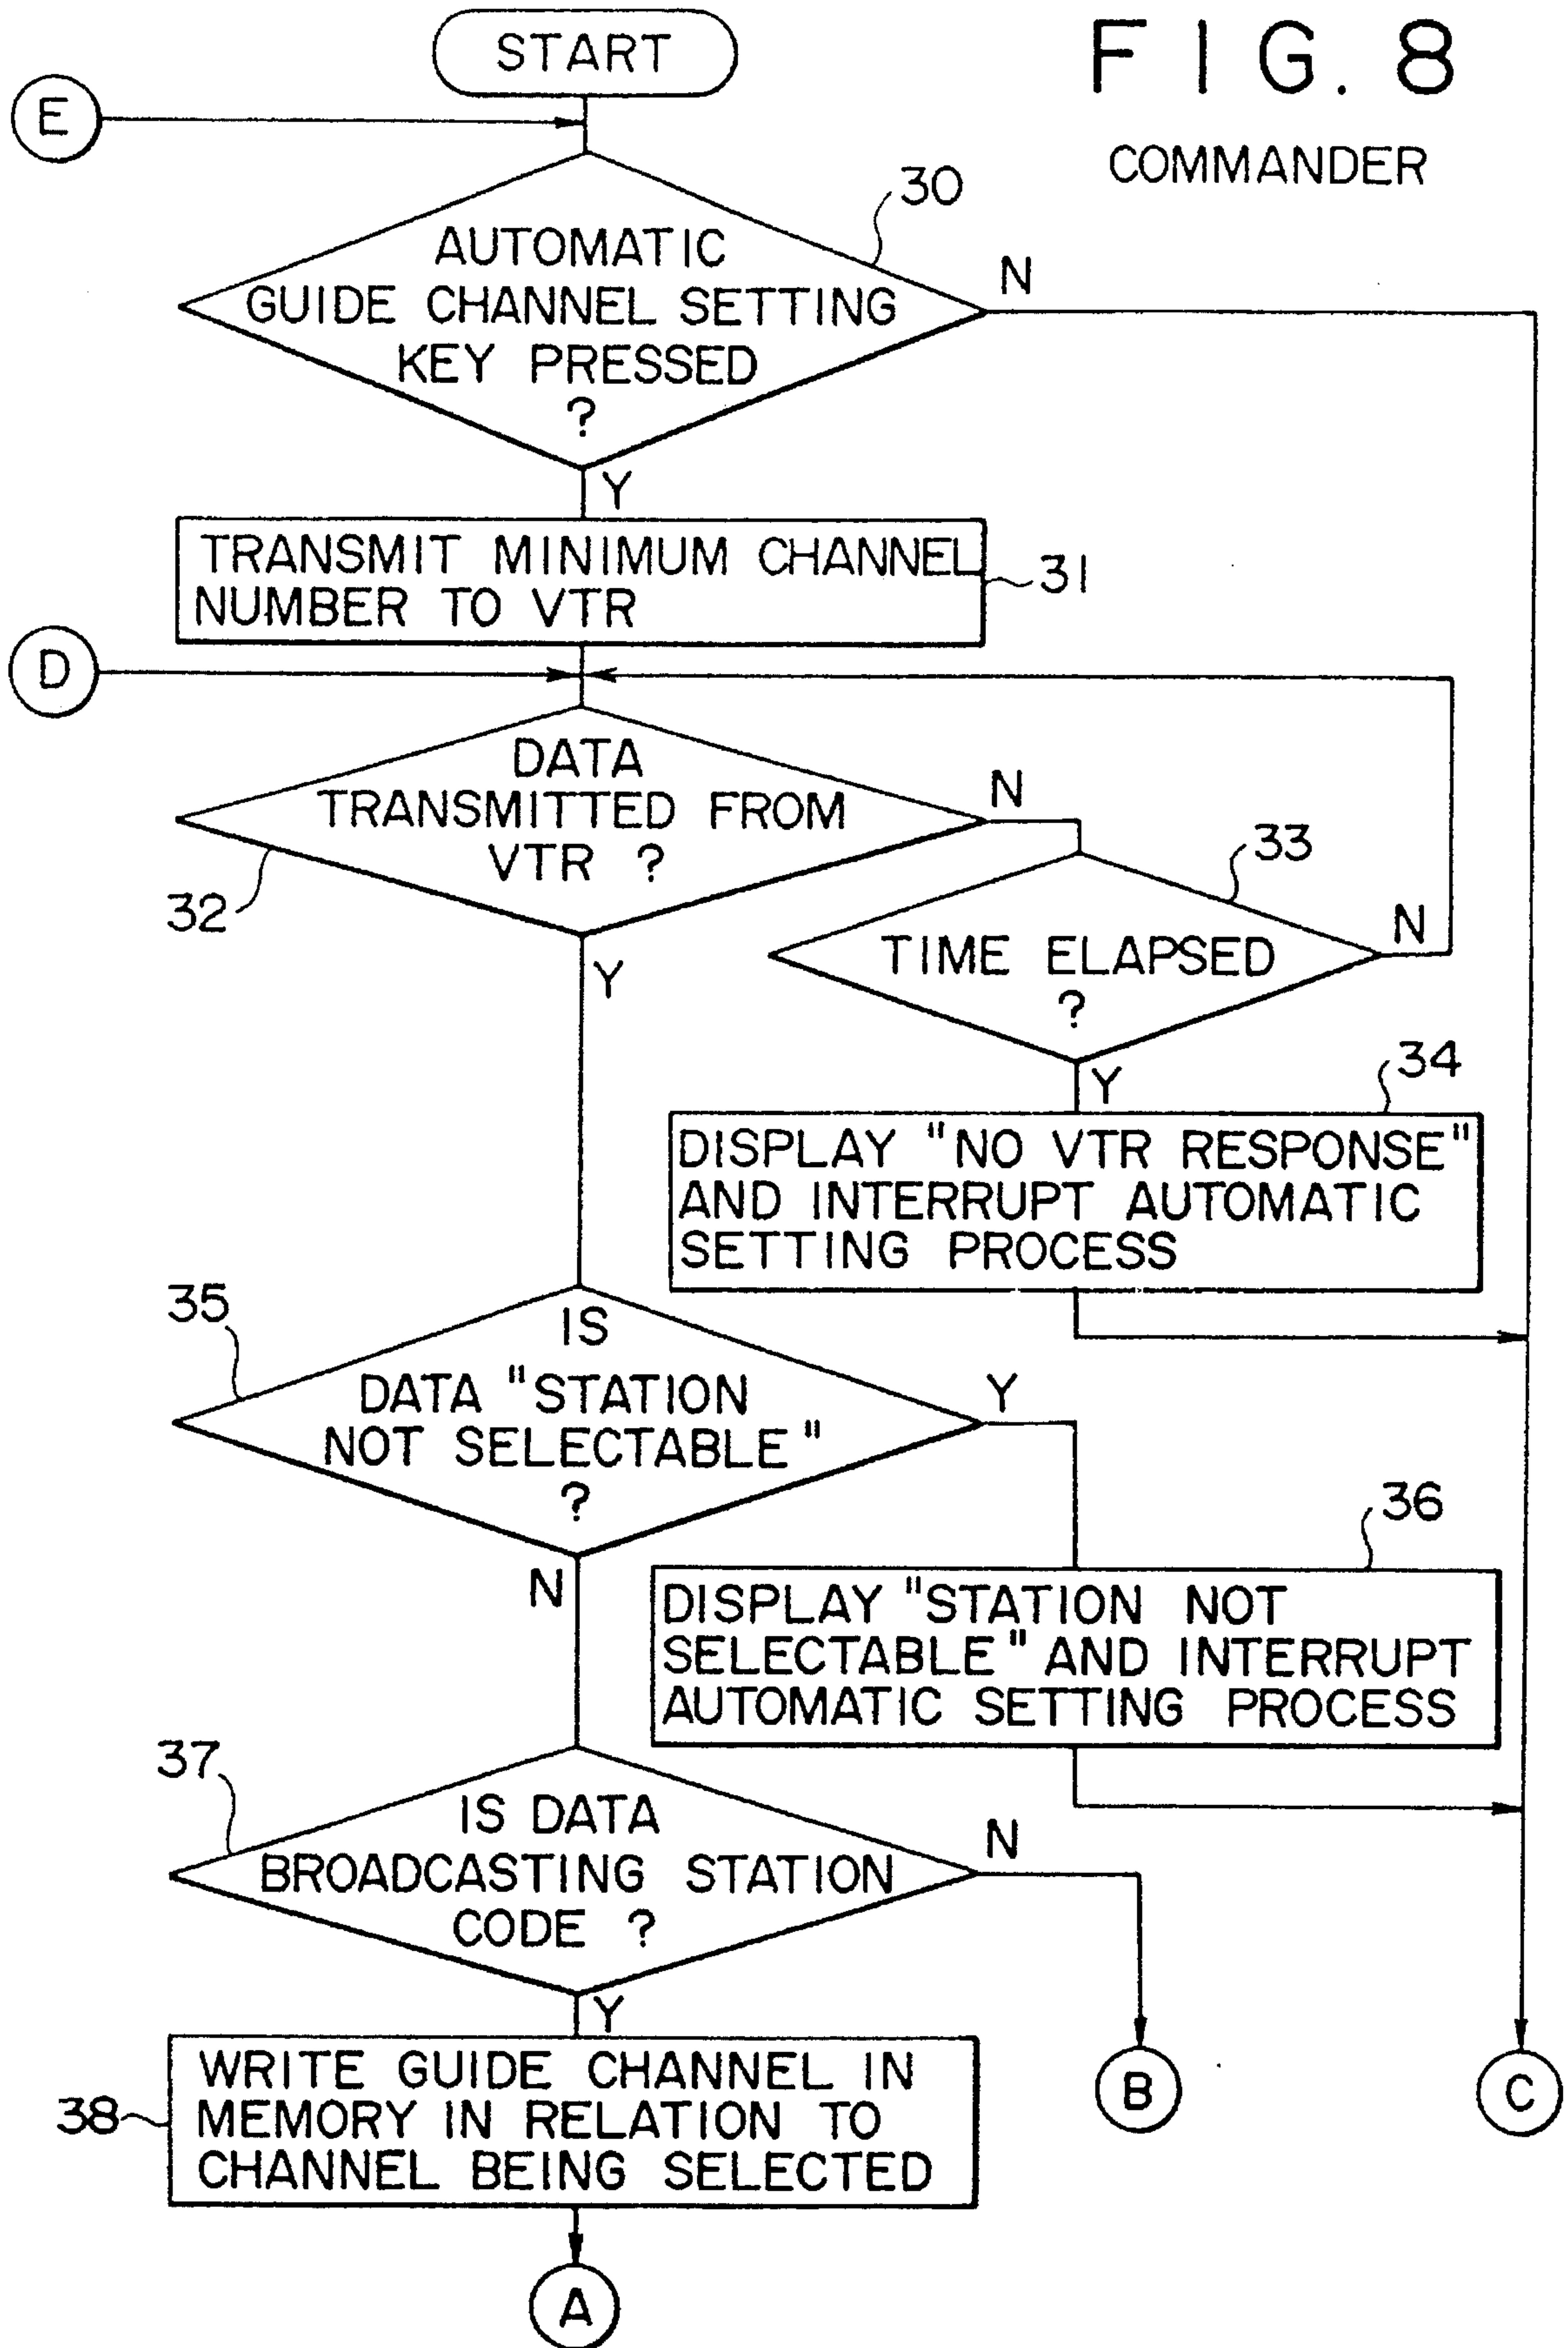 FIG. 8
COMMANDER
START
E
30
AUTOMATIC
GUIDE CHANNEL SETTING
KEY PRESSED
?
N
Y
TRANSMIT MINIMUM CHANNEL
NUMBER TO VTR
31
D
DATA
TRANSMITTED FROM
VTR ?
N
32
Y
33
TIME ELAPSED
?
N
Y
34
DISPLAY "NO VTR RESPONSE"
AND INTERRUPT AUTOMATIC
SETTING PROCESS
35
IS
DATA "STATION
NOT SELECTABLE"
?
Y
N
36
DISPLAY "STATION NOT
SELECTABLE" AND INTERRUPT
AUTOMATIC SETTING PROCESS
37
IS DATA
BROADCASTING STATION
CODE ?
N
Y
38
WRITE GUIDE CHANNEL IN
MEMORY IN RELATION TO
CHANNEL BEING SELECTED
B
C
A